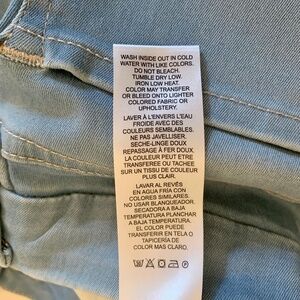 WASH INSIDE OUT IN COLD
WATER WITH LIKE COLORS.
DO NOT BLEACH.
TUMBLE DRY LOW.
IRON LOW HEAT.
COLOR MAY TRANSFER
OR BLEED ONTO LIGHTER
COLORED FABRIC OR
UPHOLSTERY.
LAVER À L'ENVERS L'EAU
FROIDE AVEC DES
COULEURS SEMBLABLES.
NE PAS JAVELLISER.
SÈCHE-LINGE DOUX
REPASSAGE À FER DOUX.
LA COULEUR PEUT ÊTRE
TRANSFEREE OU TACHÉE
SUR UN TISSU DE COULEUR
PLUS CLAIR.
LAVAR AL REVÉS
EN AGUA FRÍA CON
COLORES SIMILARES.
NO USAR BLANQUEADOR.
SECADORA A BAJA
TEMPERATURA PLANCHAR
A BAJA TEMPERATURA.
EL COLOR PUEDE
TRANSFERIR EN TELA O
TAPICERÍA DE
COLOR MAS CLARO.